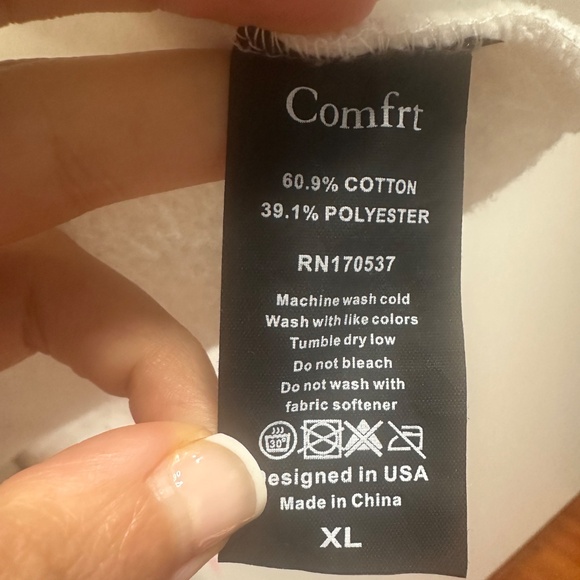 Comfrt
60.9% COTTON
39.1% POLYESTER
RN170537
Machine wash cold
Wash with like colors
Tumble dry low
Do not bleach
Do not wash with
fabric softener
30°
Designed in USA
Made in China
XL